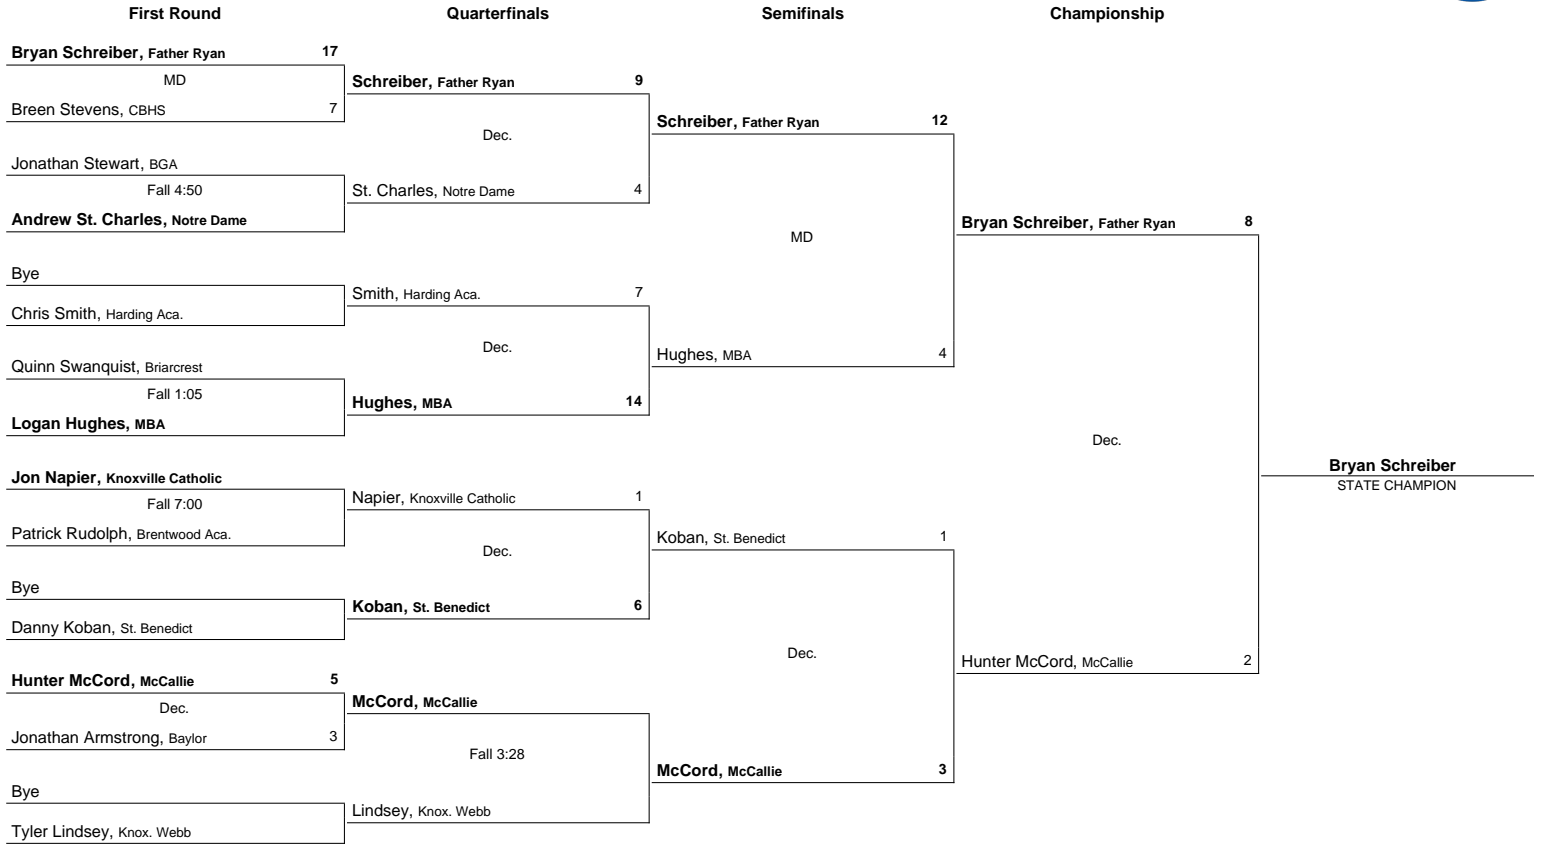 First Round Quarterfinals Semifinals Championship
Bryan Schreiber, Father Ryan 17
MD
Breen Stevens, CBHS 7
Jonathan Stewart, BGA
Fall 4:50
Andrew St. Charles, Notre Dame
Bye
Chris Smith, Harding Aca.
Quinn Swanquist, Briarcrest
Fall 1:05
Logan Hughes, MBA
Jon Napier, Knoxville Catholic
Fall 7:00
Patrick Rudolph, Brentwood Aca.
Bye
Danny Koban, St. Benedict
Hunter McCord, McCallie 5
Dec.
Jonathan Armstrong, Baylor 3
Bye
Tyler Lindsey, Knox. Webb
Schreiber, Father Ryan 9
Dec.
St. Charles, Notre Dame 4
Smith, Harding Aca. 7
Dec.
Hughes, MBA 14
Napier, Knoxville Catholic 1
Dec.
Koban, St. Benedict 6
McCord, McCallie
Fall 3:28
Lindsey, Knox. Webb
Schreiber, Father Ryan 12
MD
Hughes, MBA 4
Koban, St. Benedict 1
Dec.
McCord, McCallie 3
Bryan Schreiber, Father Ryan 8
Dec.
Hunter McCord, McCallie 2
Bryan Schreiber
STATE CHAMPION